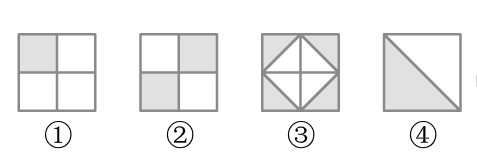 ① ② ③ ④